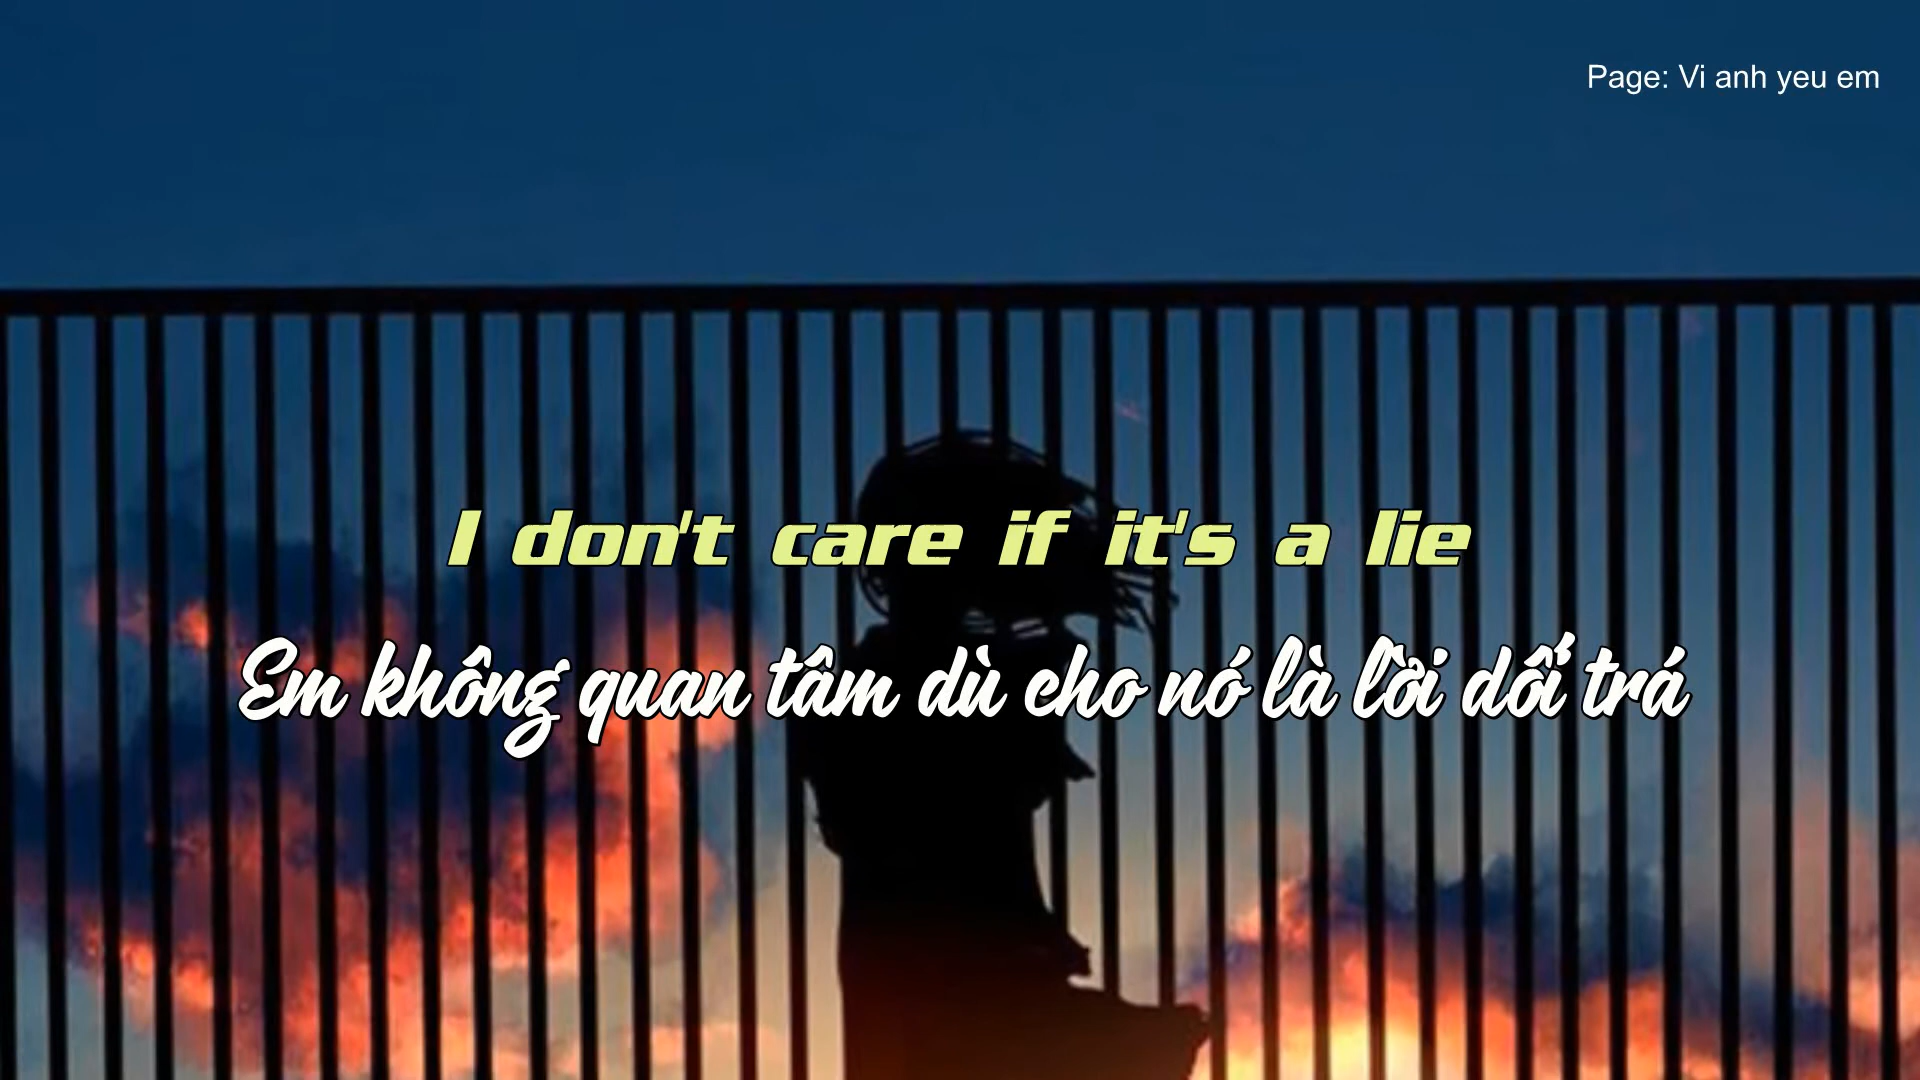 Page: Vi anh yeu em
I don't care if it's a lie
Em không quan tâm dù cho nó là lời dối trá